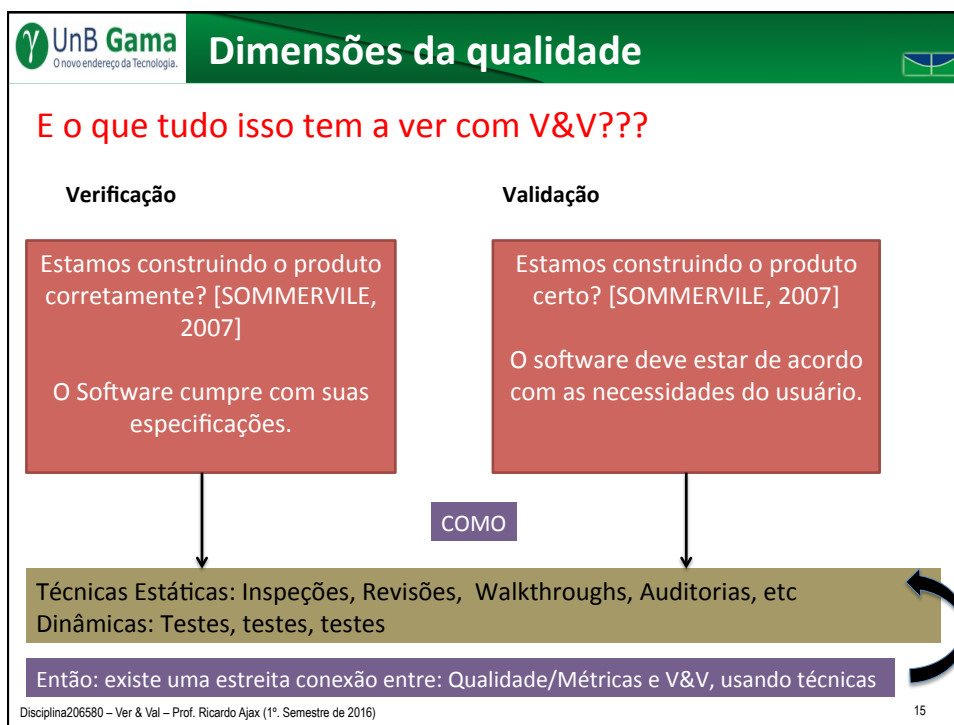 γ UnB Gama
O novo endereço da Tecnologia.
Dimensões da qualidade
E o que tudo isso tem a ver com V&V???
Verificação
Validação
Estamos construindo o produto
corretamente? [SOMMERVILE,
2007]
O Software cumpre com suas
especificações.
Estamos construindo o produto
certo? [SOMMERVILE, 2007]
O software deve estar de acordo
com as necessidades do usuário.
COMO
Técnicas Estáticas: Inspeções, Revisões, Walkthroughs, Auditorias, etc
Dinâmicas: Testes, testes, testes
Então: existe uma estreita conexão entre: Qualidade/Métricas e V&V, usando técnicas
Disciplina206580 – Ver & Val – Prof. Ricardo Ajax (1º. Semestre de 2016)
15